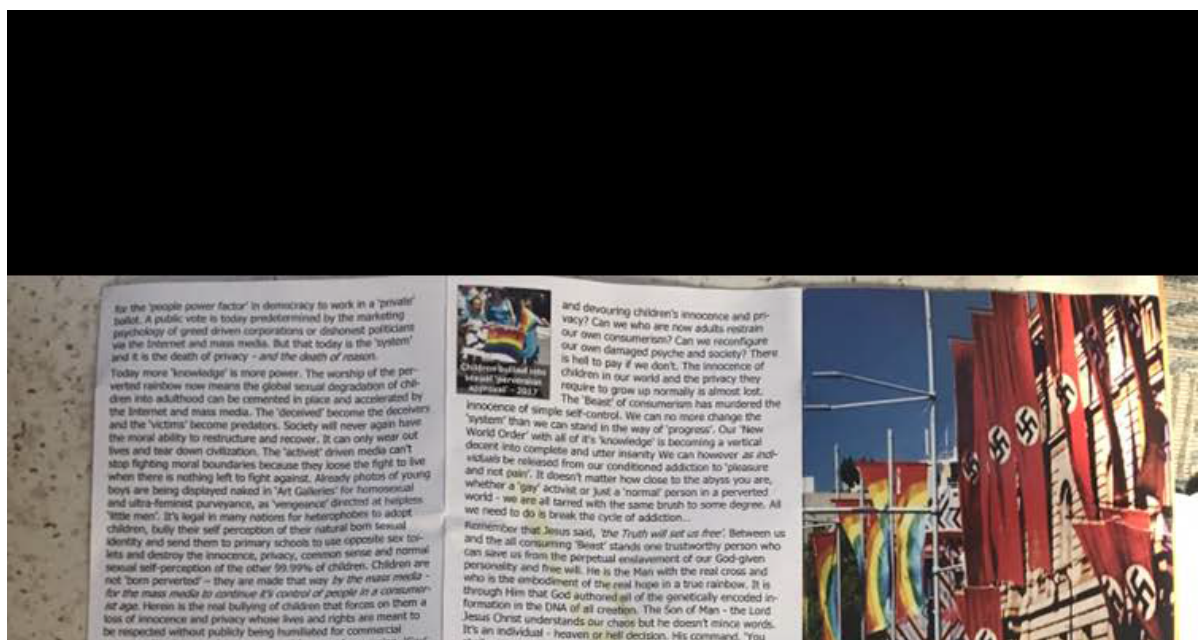 for the 'people power factor' in democracy to work in a 'private'
ballot. A public vote is today predetermined by the marketing
psychology of greed driven corporations or dishonest politicians
via the Internet and mass media. But that today is the 'system'
and it is the death of privacy - and the death of reason.
Today more 'knowledge' is more power. The worship of the per-
verted rainbow now means the global sexual degradation of chil-
dren into adulthood can be cemented in place and accelerated by
the Internet and mass media. The 'deceived' become the deceivers
and the 'victims' become predators. Society will never again have
the moral ability to restructure and recover. It can only wear out
lives and tear down civilization. The 'activist' driven media can't
stop fighting moral boundaries because they loose the fight to live
when there is nothing left to fight against. Already photos of young
boys are being displayed naked in 'Art Galleries' for homosexual
and ultra-feminist purveyance, as 'vengeance' directed at helpless
'little men'. It's legal in many nations for heterophobes to adopt
children, bully their self perception of their natural born sexual
identity and send them to primary schools to use opposite sex toi-
lets and destroy the innocence, privacy, common sense and normal
sexual self-perception of the other 99.99% of children. Children are
not 'born perverted' – they are made that way by the mass media -
for the mass media to continue it's control of people in a consumer-
ist age. Herein is the real bullying of children that forces on them a
loss of innocence and privacy whose lives and rights are meant to
be respected without publicly being humiliated for commercial
Children bullied into
'perversion
approval' - 2017
and devouring children's innocence and pri-
vacy? Can we who are now adults restrain
our own consumerism? Can we reconfigure
our own damaged psyche and society? There
is hell to pay if we don't. The innocence of
children in our world and the privacy they
require to grow up normally is almost lost.
The 'Beast' of consumerism has murdered the
innocence of simple self-control. We can no more change the
'system' than we can stand in the way of 'progress'. Our 'New
World Order' with all of it's 'knowledge' is becoming a vertical
decent into complete and utter insanity We can however as indi-
viduals be released from our conditioned addiction to 'pleasure
and not pain'. It doesn't matter how close to the abyss you are,
whether a 'gay' activist or just a 'normal' person in a perverted
world - we are all tarred with the same brush to some degree. All
we need to do is break the cycle of addiction...
Remember that Jesus said, 'the Truth will set us free'. Between us
and the all consuming 'Beast' stands one trustworthy person who
can save us from the perpetual enslavement of our God-given
personality and free will. He is the Man with the real cross and
who is the embodiment of the real hope in a true rainbow. It is
through Him that God authored all of the genetically encoded in-
formation in the DNA of all creation. The Son of Man - the Lord
Jesus Christ understands our chaos but he doesn't mince words.
It's an individual - heaven or hell decision. His command, 'You